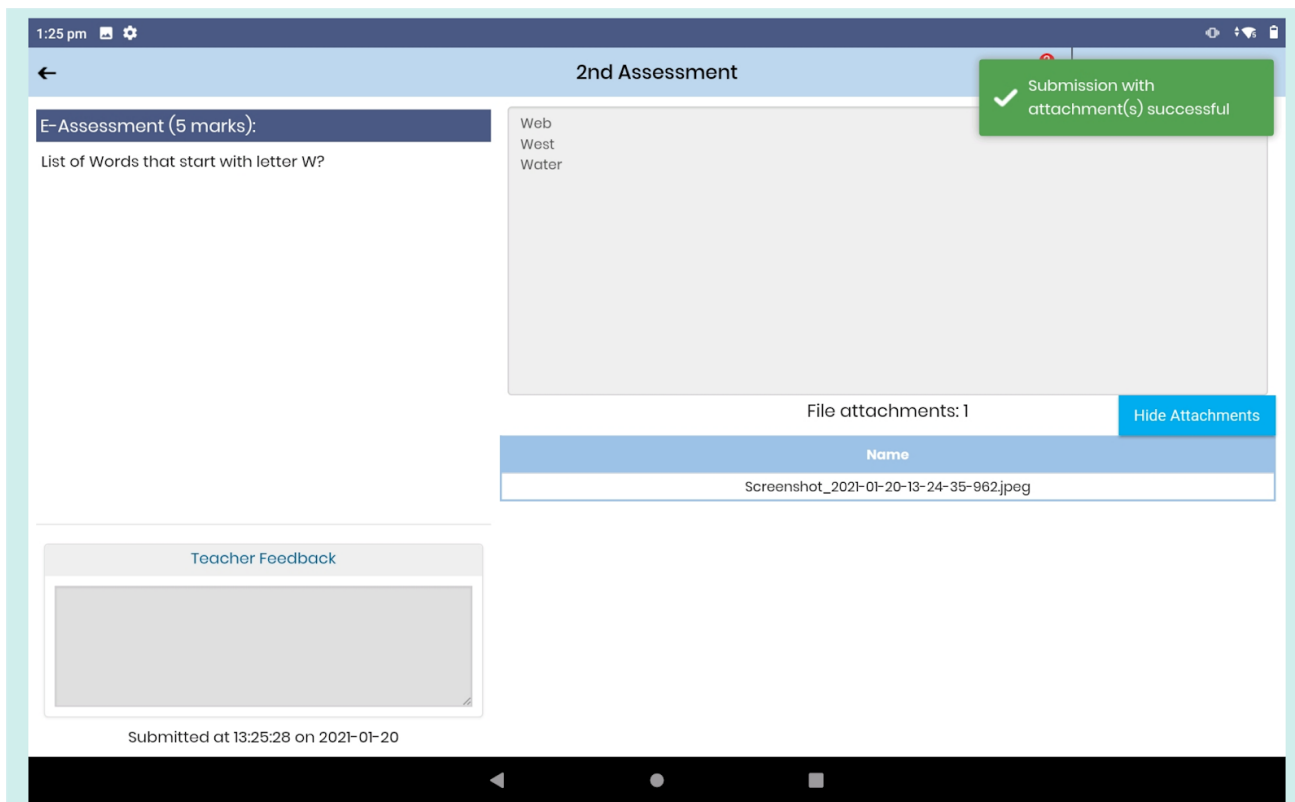 1:25 pm
2nd Assessment
Submission with
attachment(s) successful
E-Assessment (5 marks):
List of Words that start with letter W?
Web
West
Water
File attachments: 1
Hide Attachments
Name
Screenshot_2021-01-20-13-24-35-962.jpeg
Teacher Feedback
Submitted at 13:25:28 on 2021-01-20